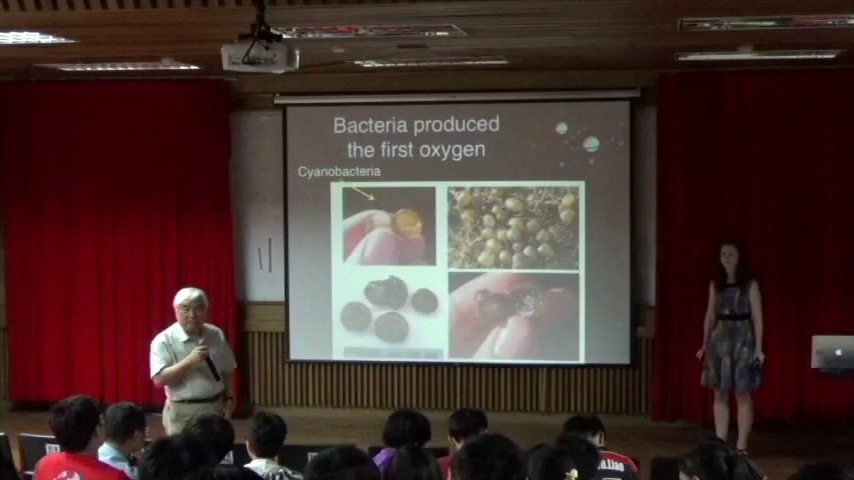 Bacteria produced
the first oxygen
Cyanobacteria